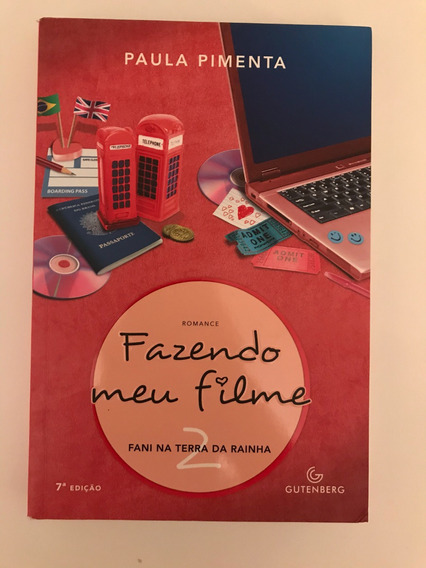 PAULA PIMENTA
TELEPHONE
TELEPHONE
BOARDING PASS
PASSAPORTE
ADMIT
ONE
ADMIT
ONE
ROMANCE
Fazendo
meu filme
2
FANI NA TERRA DA RAINHA
7ª EDIÇÃO
GUTENBERG